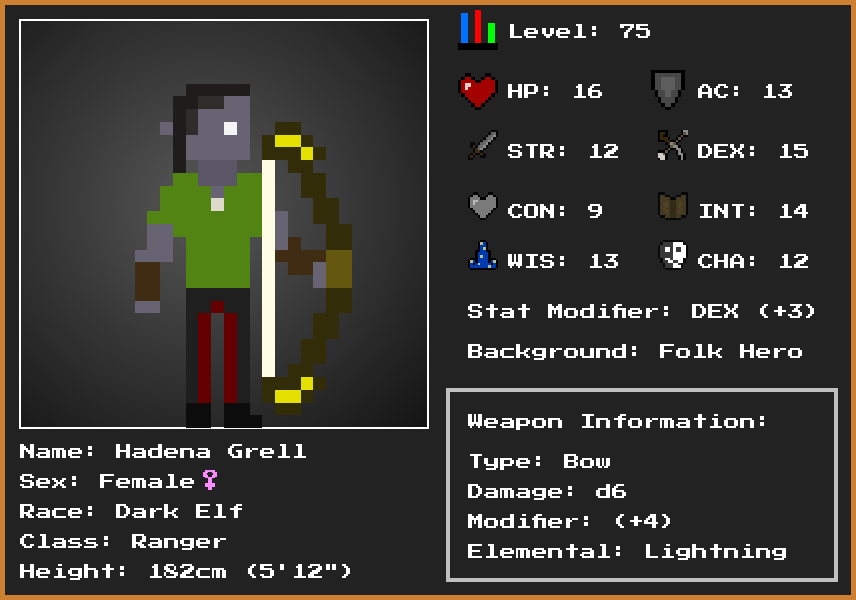 Level: 75
HP: 16
AC: 13
STR: 12
DEX: 15
CON: 9
INT: 14
WIS: 13
CHA: 12
Stat Modifier: DEX (+3)
Background: Folk Hero
Name: Hadena Grell
Sex: Female♀
Race: Dark Elf
Class: Ranger
Height: 182cm (5'12")
Weapon Information:
Type: Bow
Damage: d6
Modifier: (+4)
Elemental: Lightning